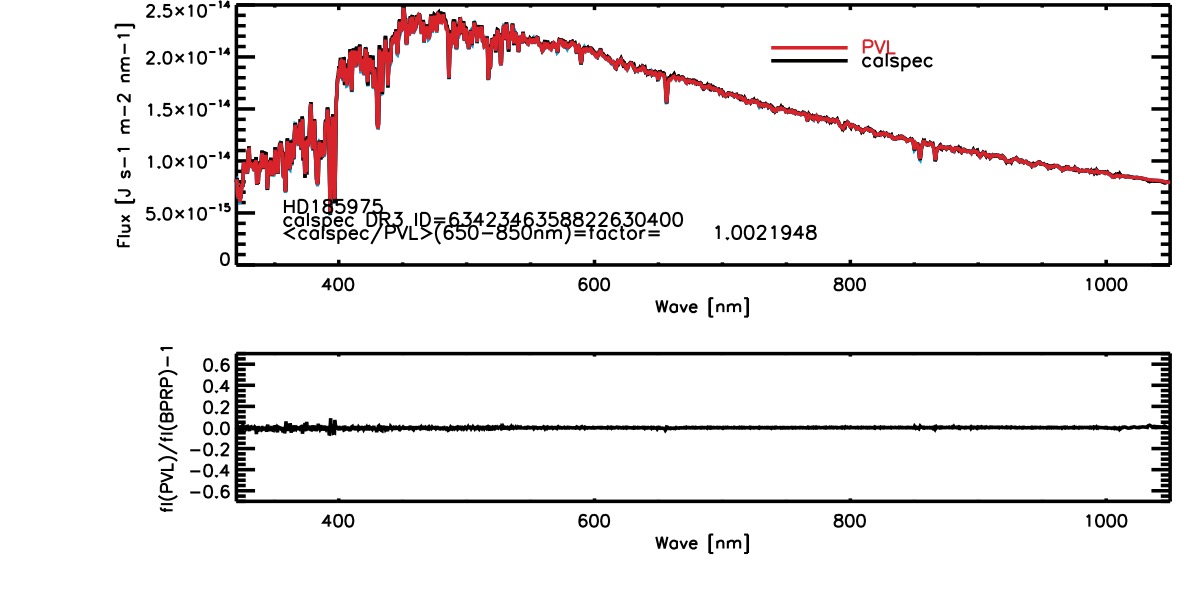 2.5×10⁻¹⁴
2.0×10⁻¹⁴
1.5×10⁻¹⁴
1.0×10⁻¹⁴
5.0×10⁻¹⁵
0
Flux [J s−1 m−2 nm−1]
PVL
calspec
HD185975
calspec DR3 ID=6342346358822630400
<calspec/PVL>(650−850nm)=factor= 1.0021948
400 600 800 1000
Wave [nm]
0.6
0.4
0.2
0.0
−0.2
−0.4
−0.6
fl(PVL)/fl(BPRP)−1
400 600 800 1000
Wave [nm]